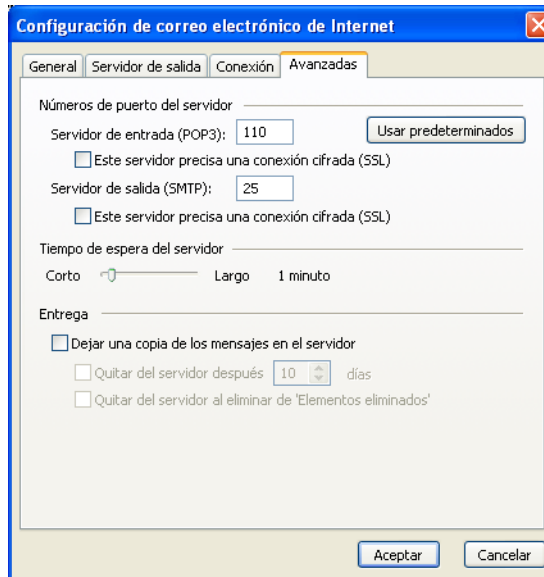 Configuración de correo electrónico de Internet
General Servidor de salida Conexión Avanzadas
Números de puerto del servidor
Servidor de entrada (POP3): 110 Usar predeterminados
Este servidor precisa una conexión cifrada (SSL)
Servidor de salida (SMTP): 25
Este servidor precisa una conexión cifrada (SSL)
Tiempo de espera del servidor
Corto Largo 1 minuto
Entrega
Dejar una copia de los mensajes en el servidor
Quitar del servidor después 10 días
Quitar del servidor al eliminar de 'Elementos eliminados'
Aceptar Cancelar